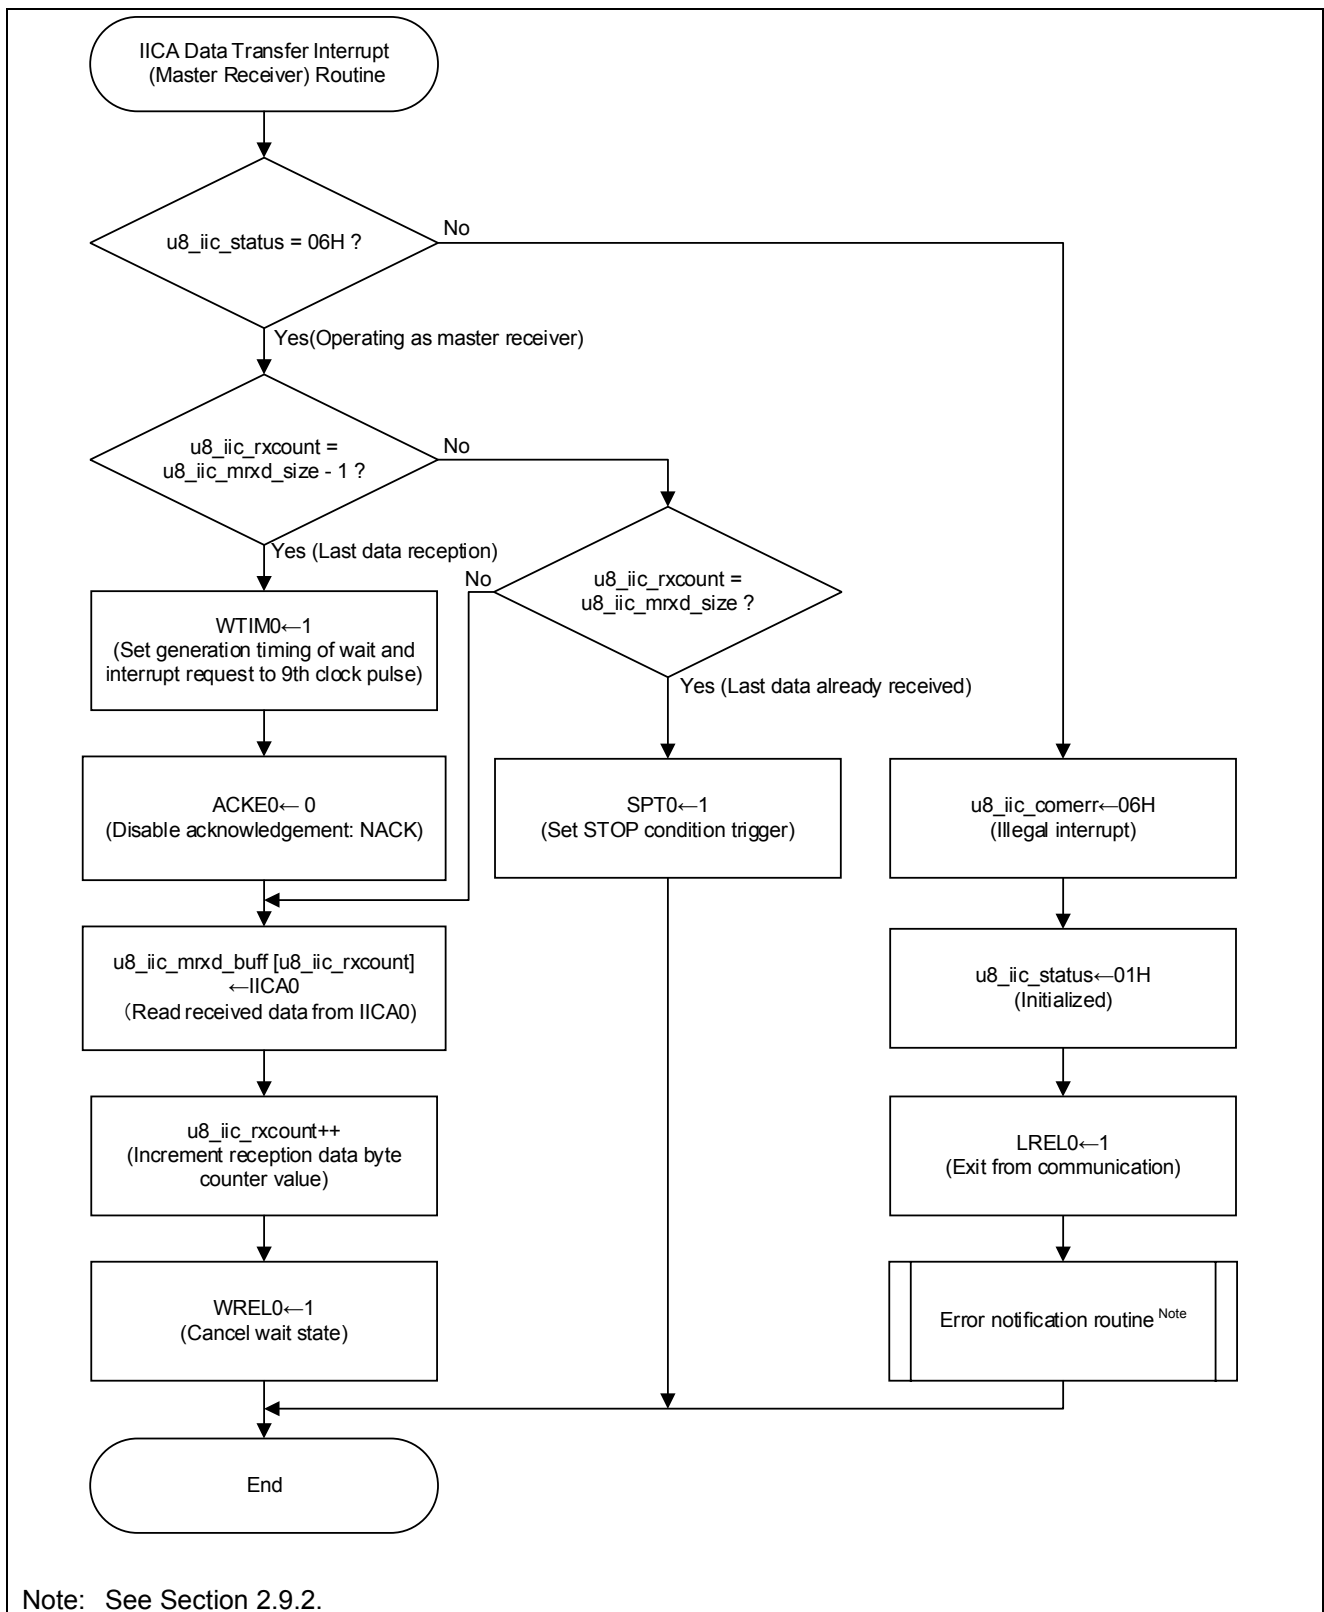 IICA Data Transfer Interrupt
(Master Receiver) Routine
u8_iic_status = 06H ?
No
Yes(Operating as master receiver)
u8_iic_rxcount =
u8_iic_mrxd_size - 1 ?
No
Yes (Last data reception)
u8_iic_rxcount =
u8_iic_mrxd_size ?
No
Yes (Last data already received)
WTIM0←1
(Set generation timing of wait and
interrupt request to 9th clock pulse)
ACKE0← 0
(Disable acknowledgement: NACK)
SPT0←1
(Set STOP condition trigger)
u8_iic_comerr←06H
(Illegal interrupt)
u8_iic_mrxd_buff [u8_iic_rxcount]
←IICA0
(Read received data from IICA0)
u8_iic_status←01H
(Initialized)
u8_iic_rxcount++
(Increment reception data byte
counter value)
LREL0←1
(Exit from communication)
WREL0←1
(Cancel wait state)
Error notification routine Note
End
Note: See Section 2.9.2.